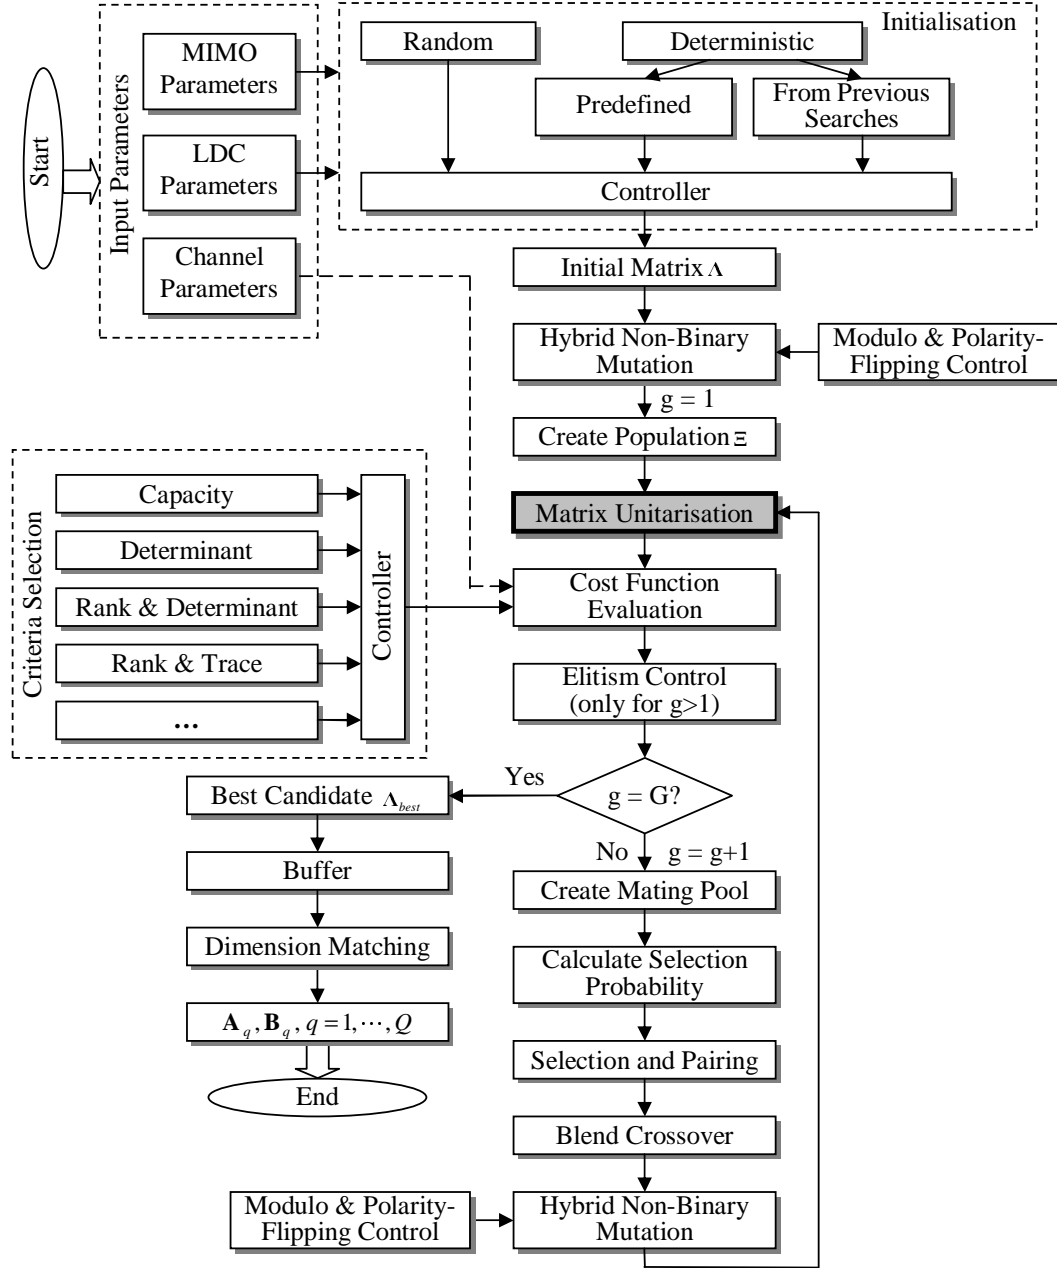 Start
Input Parameters
MIMO
Parameters
LDC
Parameters
Channel
Parameters
Initialisation
Random
Deterministic
Predefined
From Previous
Searches
Controller
Initial Matrix Λ
Hybrid Non-Binary
Mutation
Modulo & Polarity-
Flipping Control
g = 1
Create Population Ξ
Matrix Unitarisation
Criteria Selection
Capacity
Determinant
Rank & Determinant
Rank & Trace
...
Controller
Cost Function
Evaluation
Elitism Control
(only for g>1)
g = G?
Yes
Best Candidate Λ_best
Buffer
Dimension Matching
A_q, B_q, q = 1, ⋯, Q
End
No g = g+1
Create Mating Pool
Calculate Selection
Probability
Selection and Pairing
Blend Crossover
Modulo & Polarity-
Flipping Control
Hybrid Non-Binary
Mutation